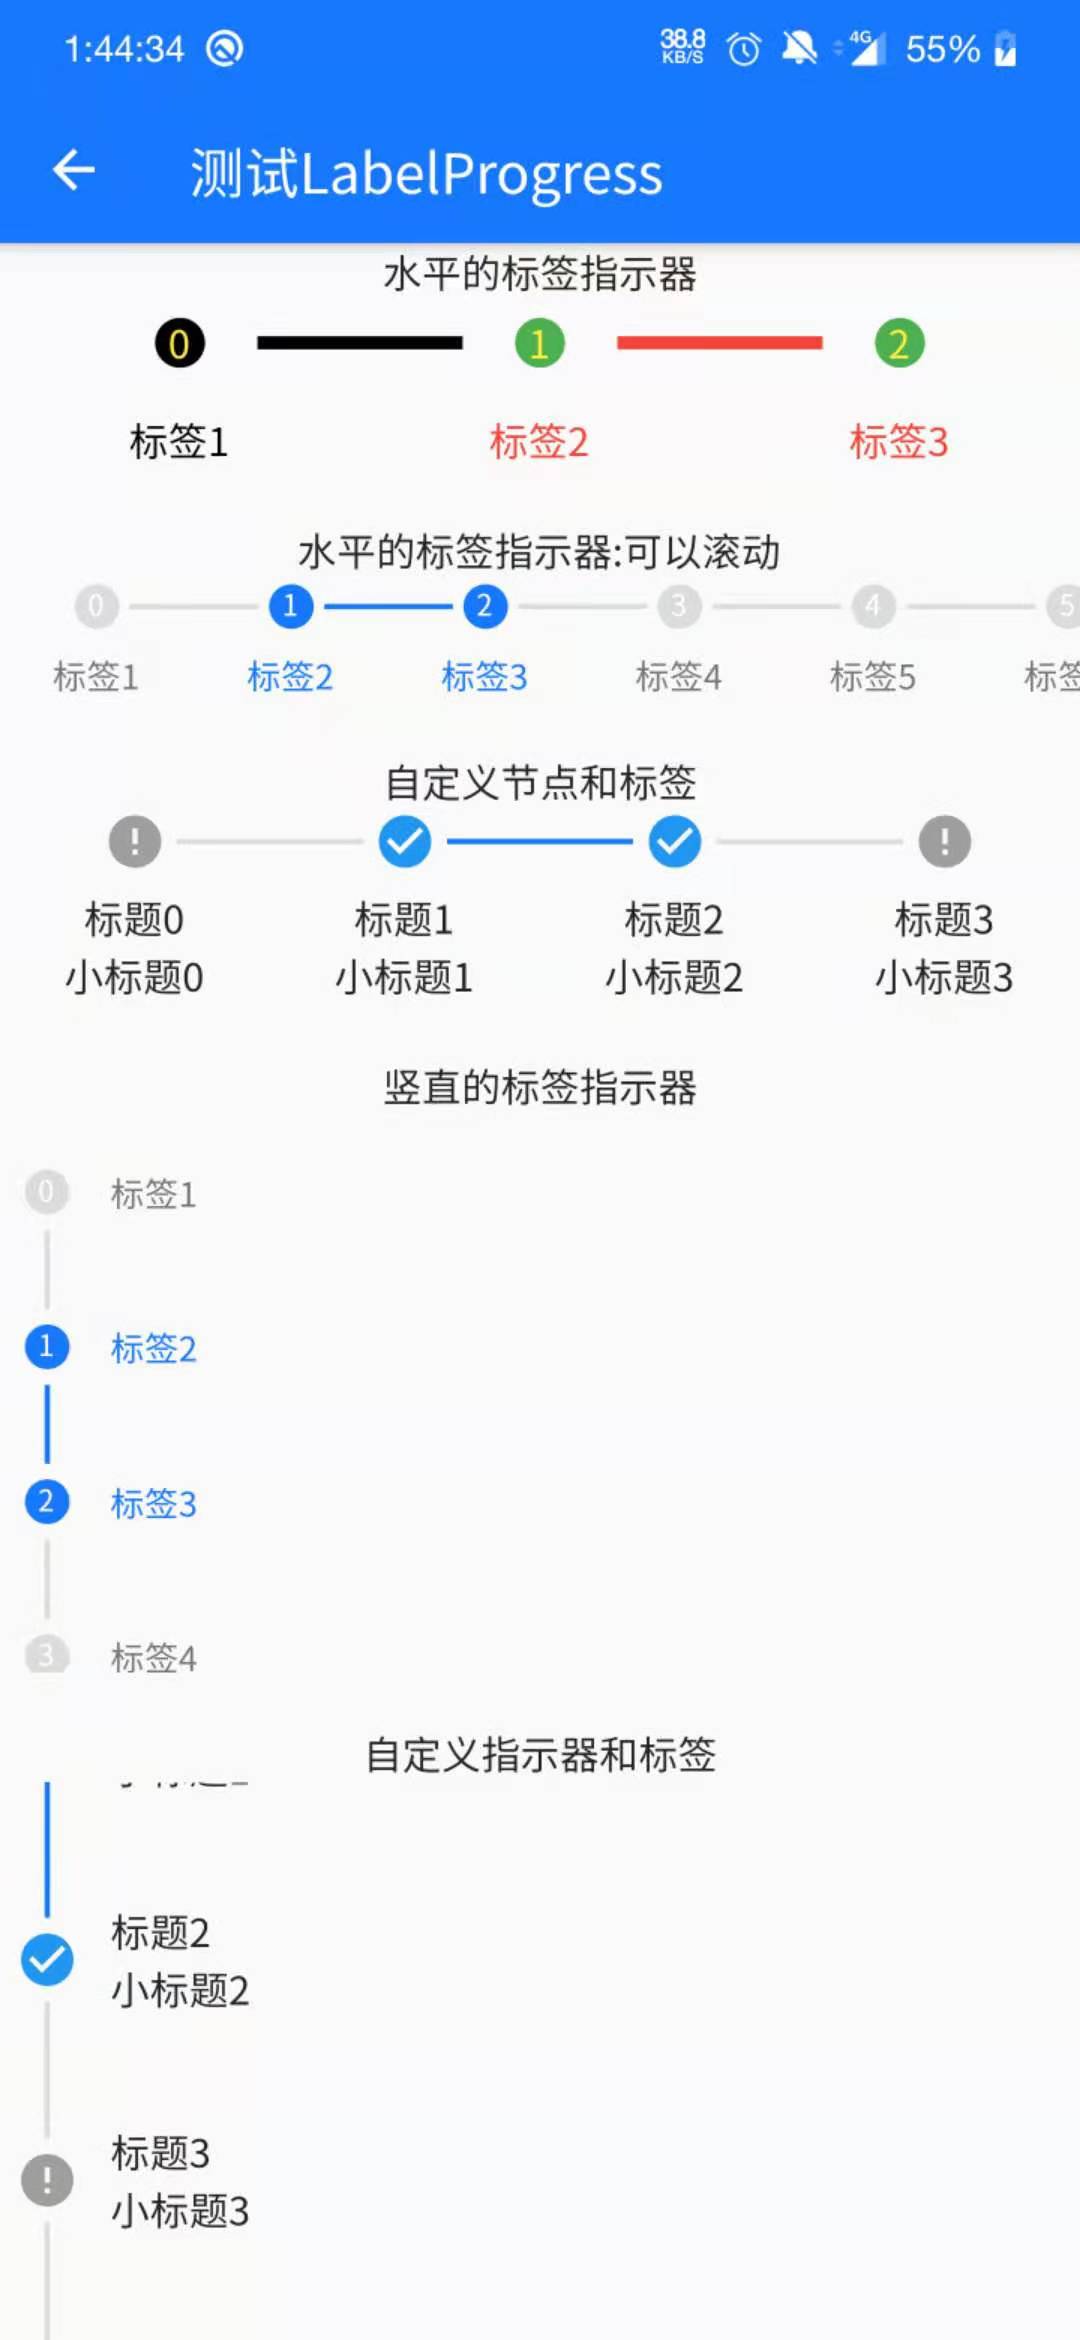 1:44:34 38.8 KB/S 4G 55%
测试LabelProgress
水平的标签指示器
0 1 2
标签1 标签2 标签3
水平的标签指示器:可以滚动
0 1 2 3 4 5
标签1 标签2 标签3 标签4 标签5 标签
自定义节点和标签
! !
标题0 标题1 标题2 标题3
小标题0 小标题1 小标题2 小标题3
竖直的标签指示器
0 标签1
1 标签2
2 标签3
3 标签4
自定义指示器和标签
标题2
小标题2
! 标题3
小标题3